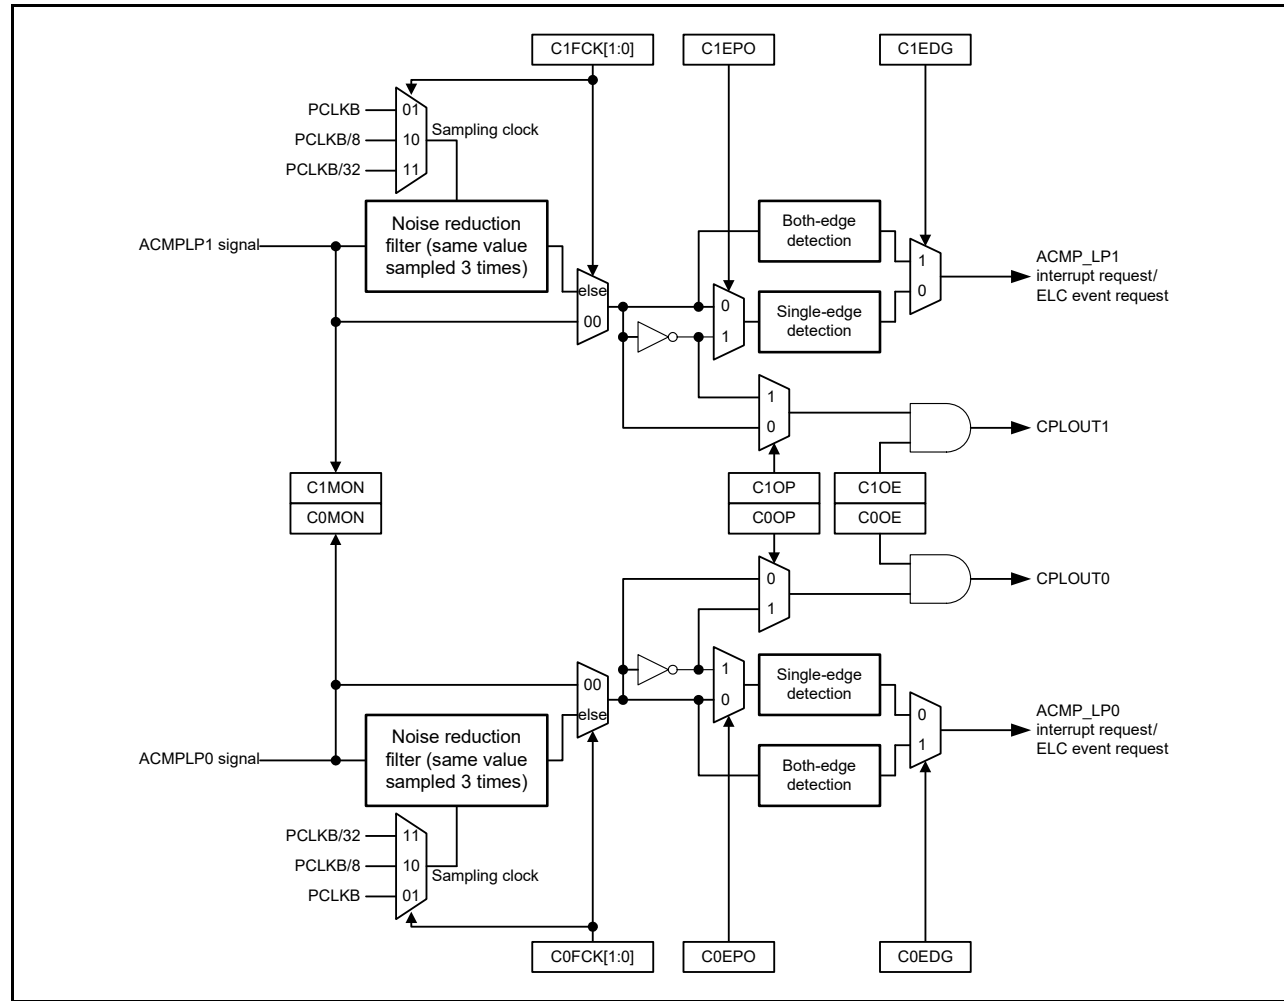 C1FCK[1:0]
C1EPO
C1EDG
PCLKB
01
Sampling clock
PCLKB/8
10
PCLKB/32
11
Noise reduction
filter (same value
sampled 3 times)
ACMPLP1 signal
else
00
0
1
Both-edge
detection
Single-edge
detection
1
0
ACMP_LP1
interrupt request/
ELC event request
1
0
CPLOUT1
C1MON
C0MON
C1OP
C0OP
C1OE
C0OE
0
1
CPLOUT0
00
else
1
0
Single-edge
detection
Both-edge
detection
0
1
ACMP_LP0
interrupt request/
ELC event request
ACMPLP0 signal
Noise reduction
filter (same value
sampled 3 times)
PCLKB/32
11
PCLKB/8
10
Sampling clock
PCLKB
01
C0FCK[1:0]
C0EPO
C0EDG